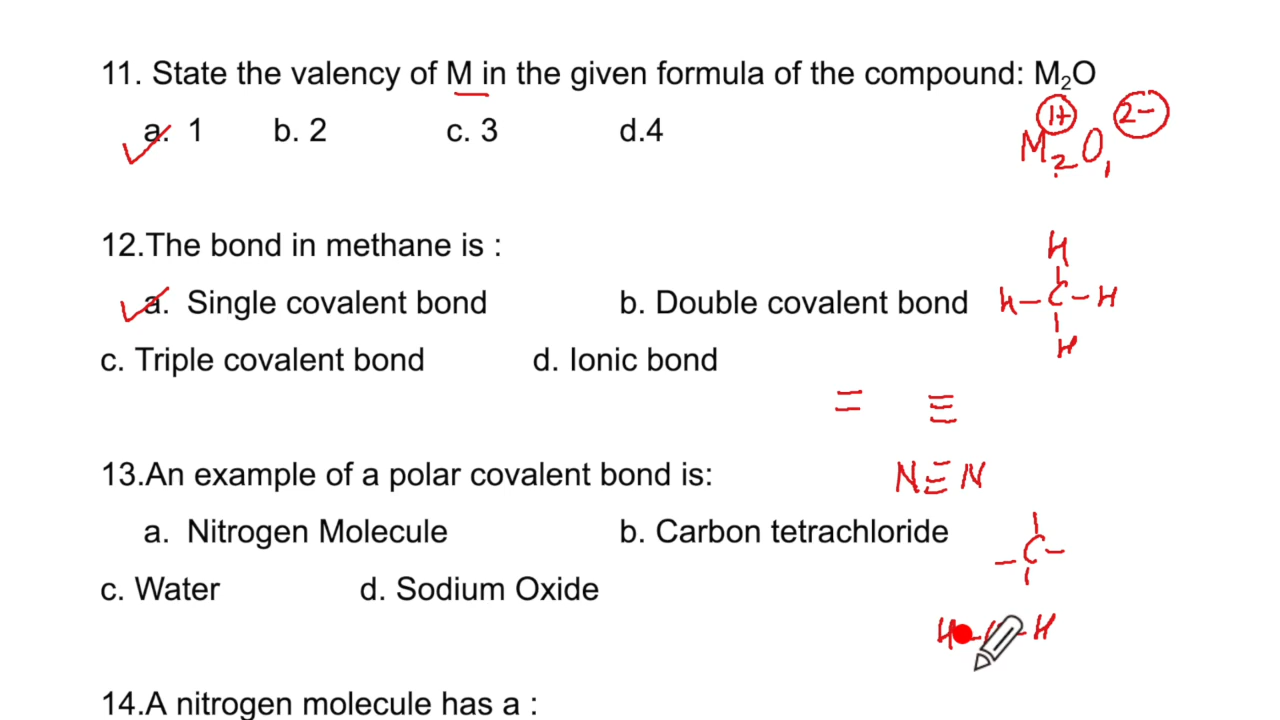 11. State the valency of M in the given formula of the compound: M₂O
a. 1 b. 2 c. 3 d.4
1+ 2−
M₂O₁
12.The bond in methane is :
H
a. Single covalent bond b. Double covalent bond
H–C–H
H
c. Triple covalent bond d. Ionic bond
= ≡
13.An example of a polar covalent bond is:
N≡N
a. Nitrogen Molecule b. Carbon tetrachloride
–C–
c. Water d. Sodium Oxide
H H
14.A nitrogen molecule has a :